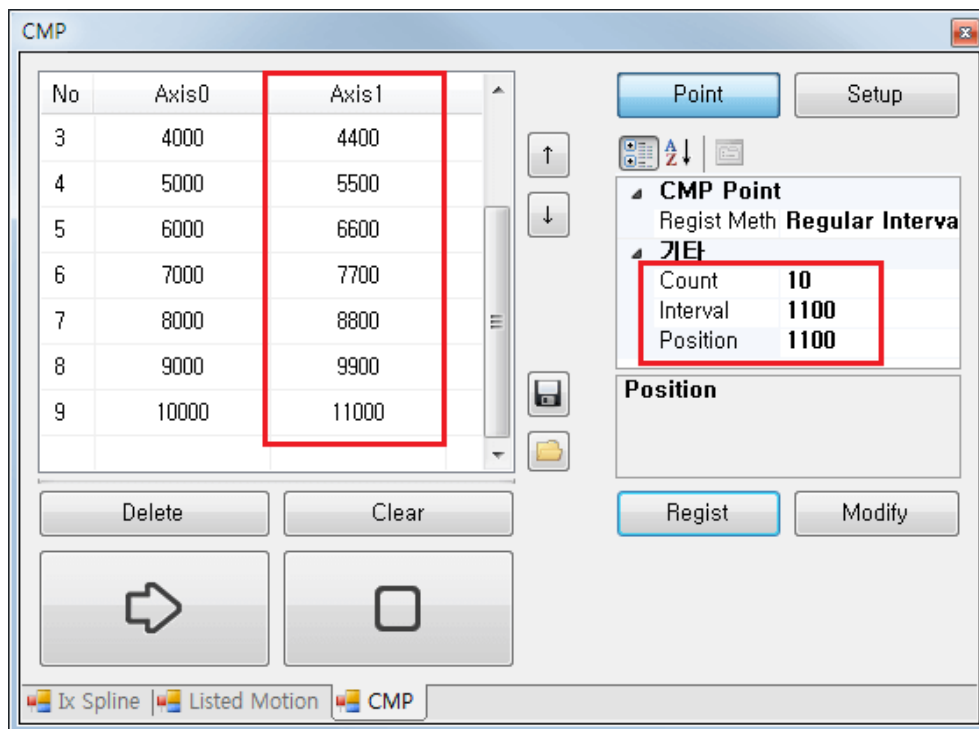 CMP
No Axis0 Axis1
3 4000 4400
4 5000 5500
5 6000 6600
6 7000 7700
7 8000 8800
8 9000 9900
9 10000 11000
Delete Clear
↑
↓
Point Setup
A
Z↓
CMP Point
Regist Meth Regular Interva
기타
Count 10
Interval 1100
Position 1100
Position
Regist Modify
Ix Spline Listed Motion CMP